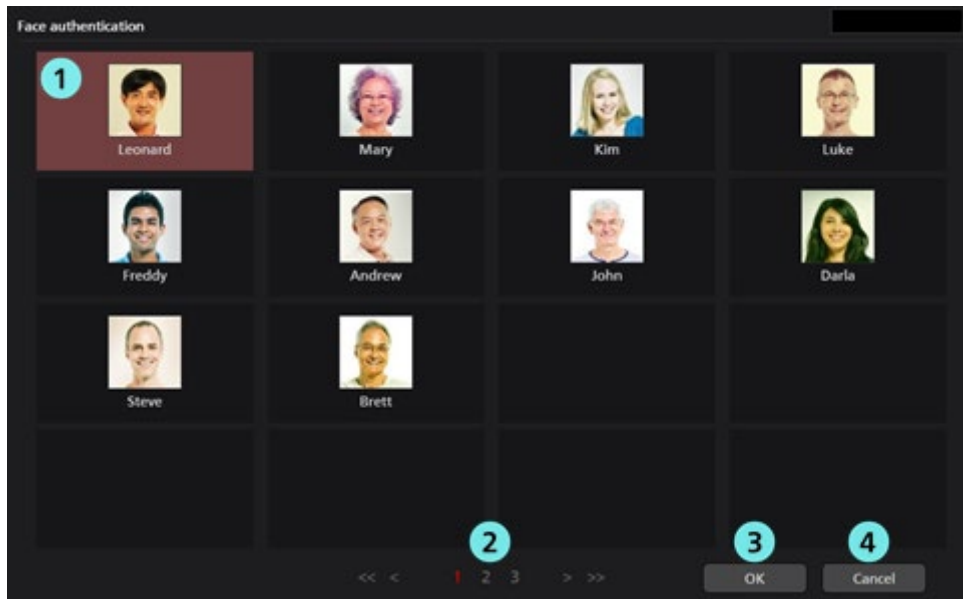 Face authentication
1
Leonard Mary Kim Luke
Freddy Andrew John Darla
Steve Brett
2 3 4
<< < 1 2 3 > >> OK Cancel